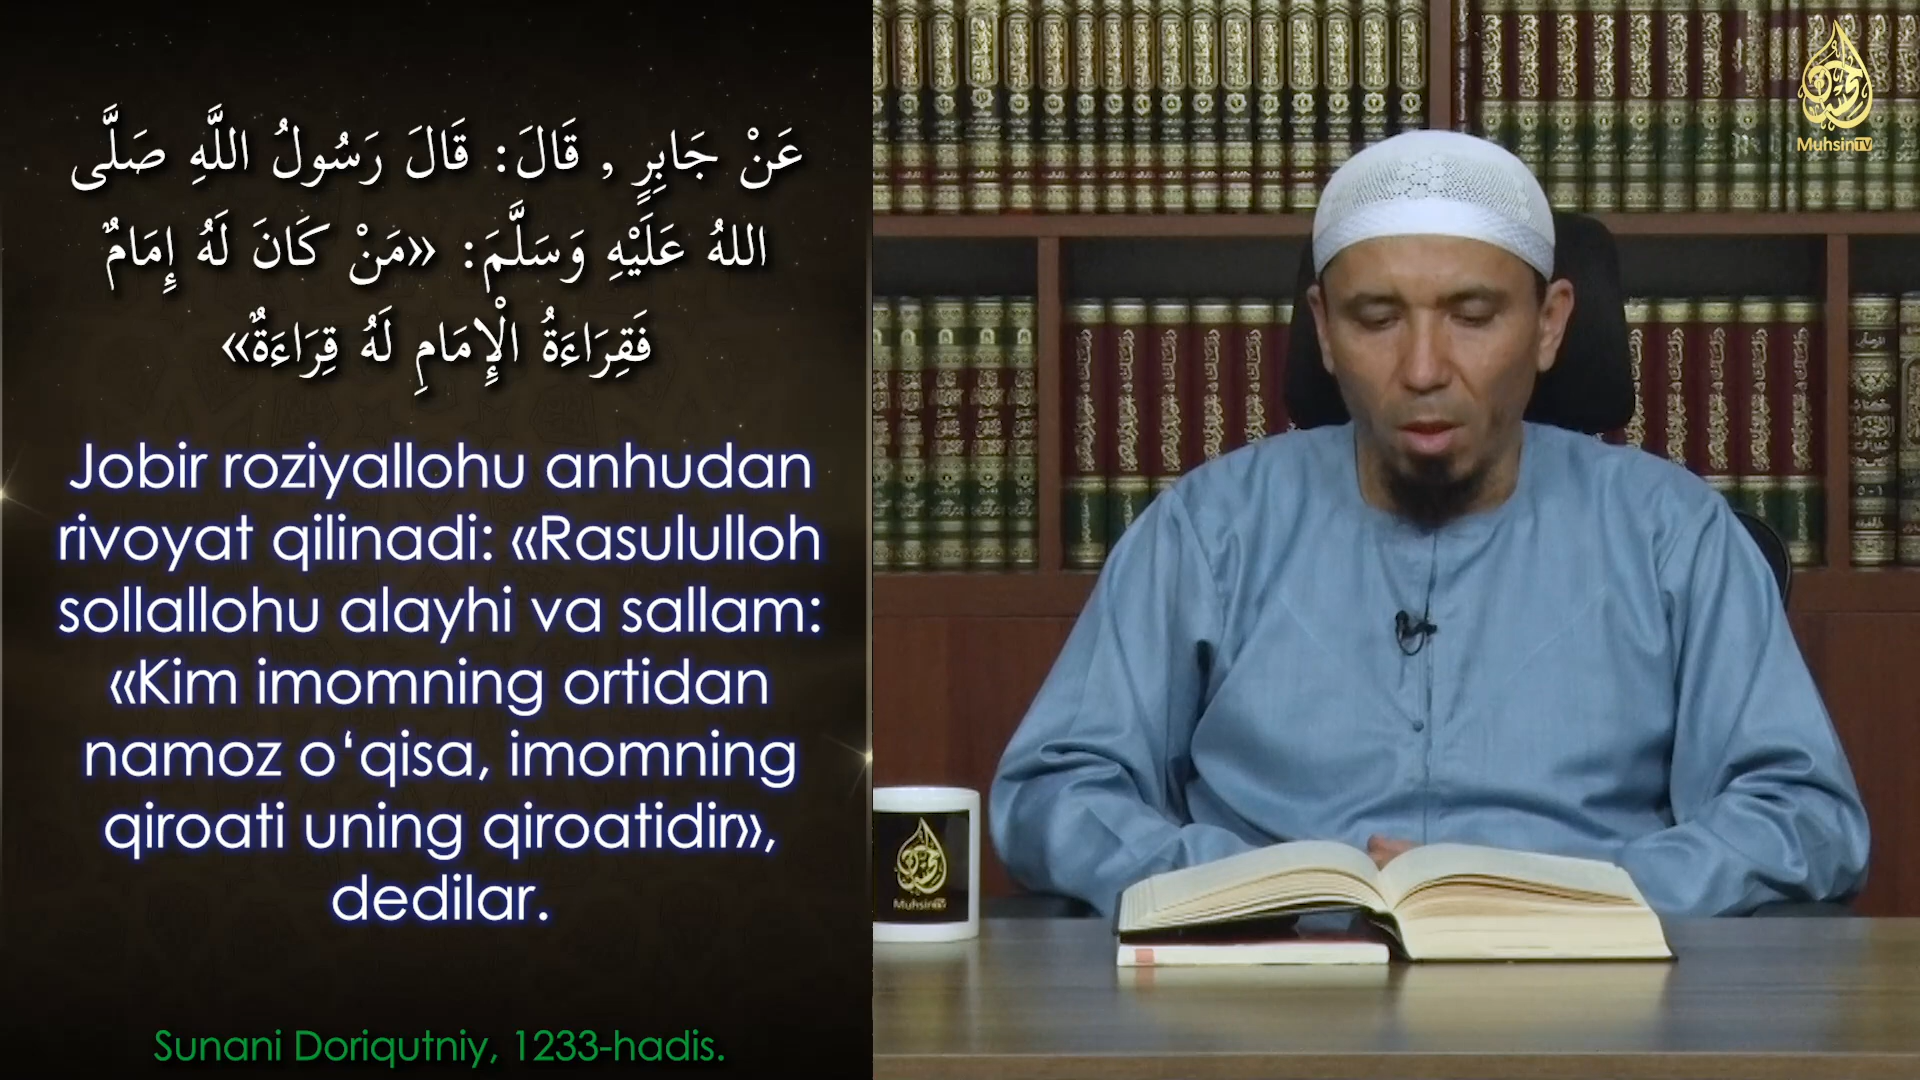 عَنْ جَابِرٍ , قَالَ: قَالَ رَسُولُ اللَّهِ صَلَّى
اللهُ عَلَيْهِ وَسَلَّمَ: «مَنْ كَانَ لَهُ إِمَامٌ
فَقِرَاءَةُ الْإِمَامِ لَهُ قِرَاءَةٌ»
Jobir roziyallohu anhudan
rivoyat qilinadi: «Rasululloh
sollallohu alayhi va sallam:
«Kim imomning ortidan
namoz o‘qisa, imomning
qiroati uning qiroatidir»,
dedilar.
Sunani Doriqutniy, 1233-hadis.
MuhsinTV
MuhsinTV